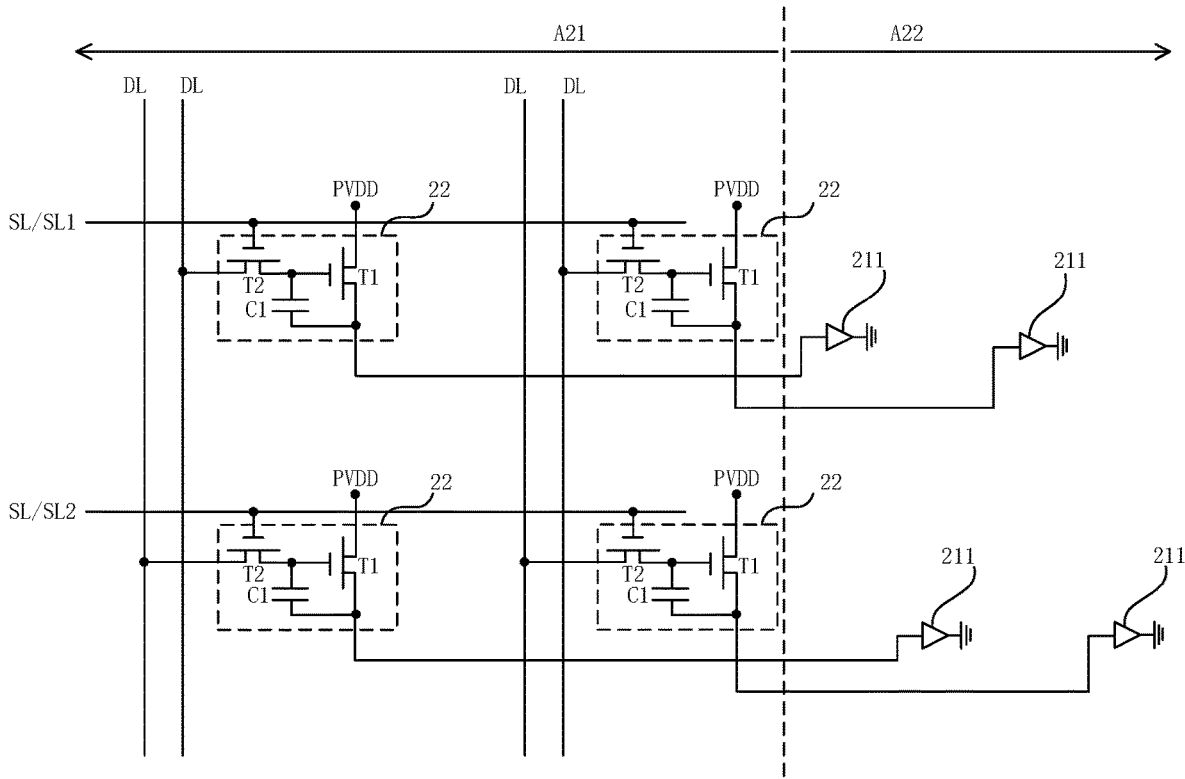 A21 A22
DL DL DL DL
PVDD 22 PVDD 22
SL/SL1
T2 T1 T2 T1
C1 C1
211 211
PVDD 22 PVDD 22
SL/SL2
T2 T1 T2 T1
C1 C1
211 211